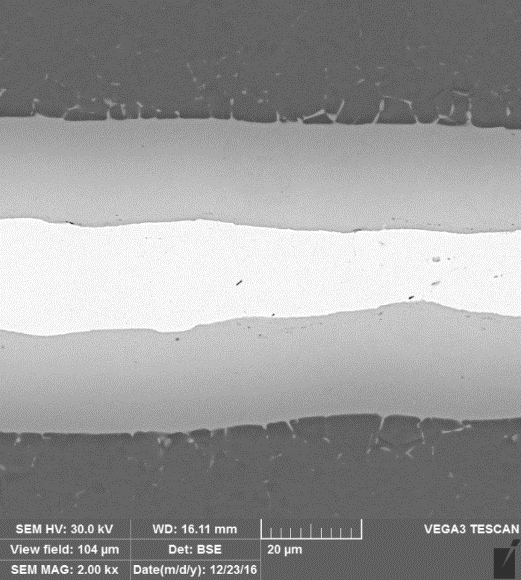 SEM HV: 30.0 kV WD: 16.11 mm VEGA3 TESCAN
View field: 104 µm Det: BSE 20 µm
SEM MAG: 2.00 kx Date(m/d/y): 12/23/16